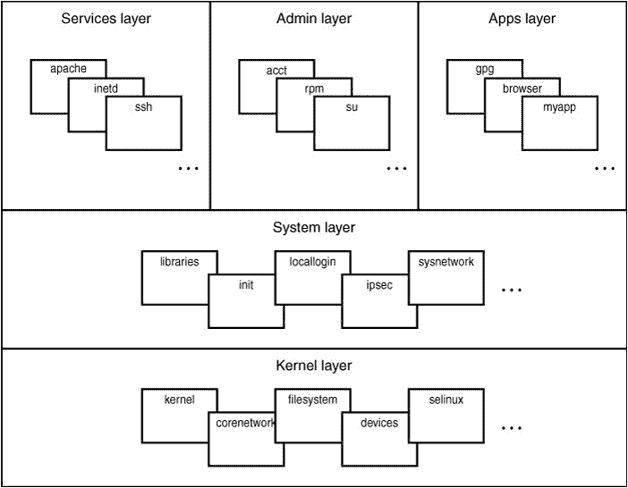 Services layer
apache
inetd
ssh
...
Admin layer
acct
rpm
su
...
Apps layer
gpg
browser
myapp
...
System layer
libraries
init
locallogin
ipsec
sysnetwork
...
Kernel layer
kernel
corenetwork
filesystem
devices
selinux
...